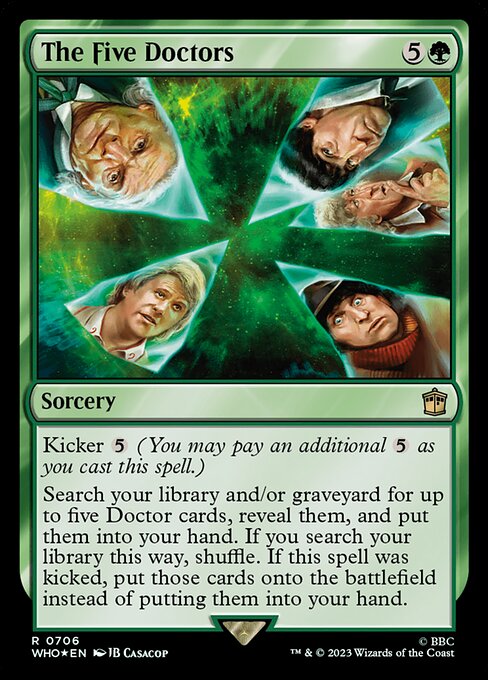 The Five Doctors 5
Sorcery
Kicker 5 (You may pay an additional 5 as
you cast this spell.)
Search your library and/or graveyard for up
to five Doctor cards, reveal them, and put
them into your hand. If you search your
library this way, shuffle. If this spell was
kicked, put those cards onto the battlefield
instead of putting them into your hand.
R 0706
WHO★EN JB Casacop
© BBC
™ & © 2023 Wizards of the Coast